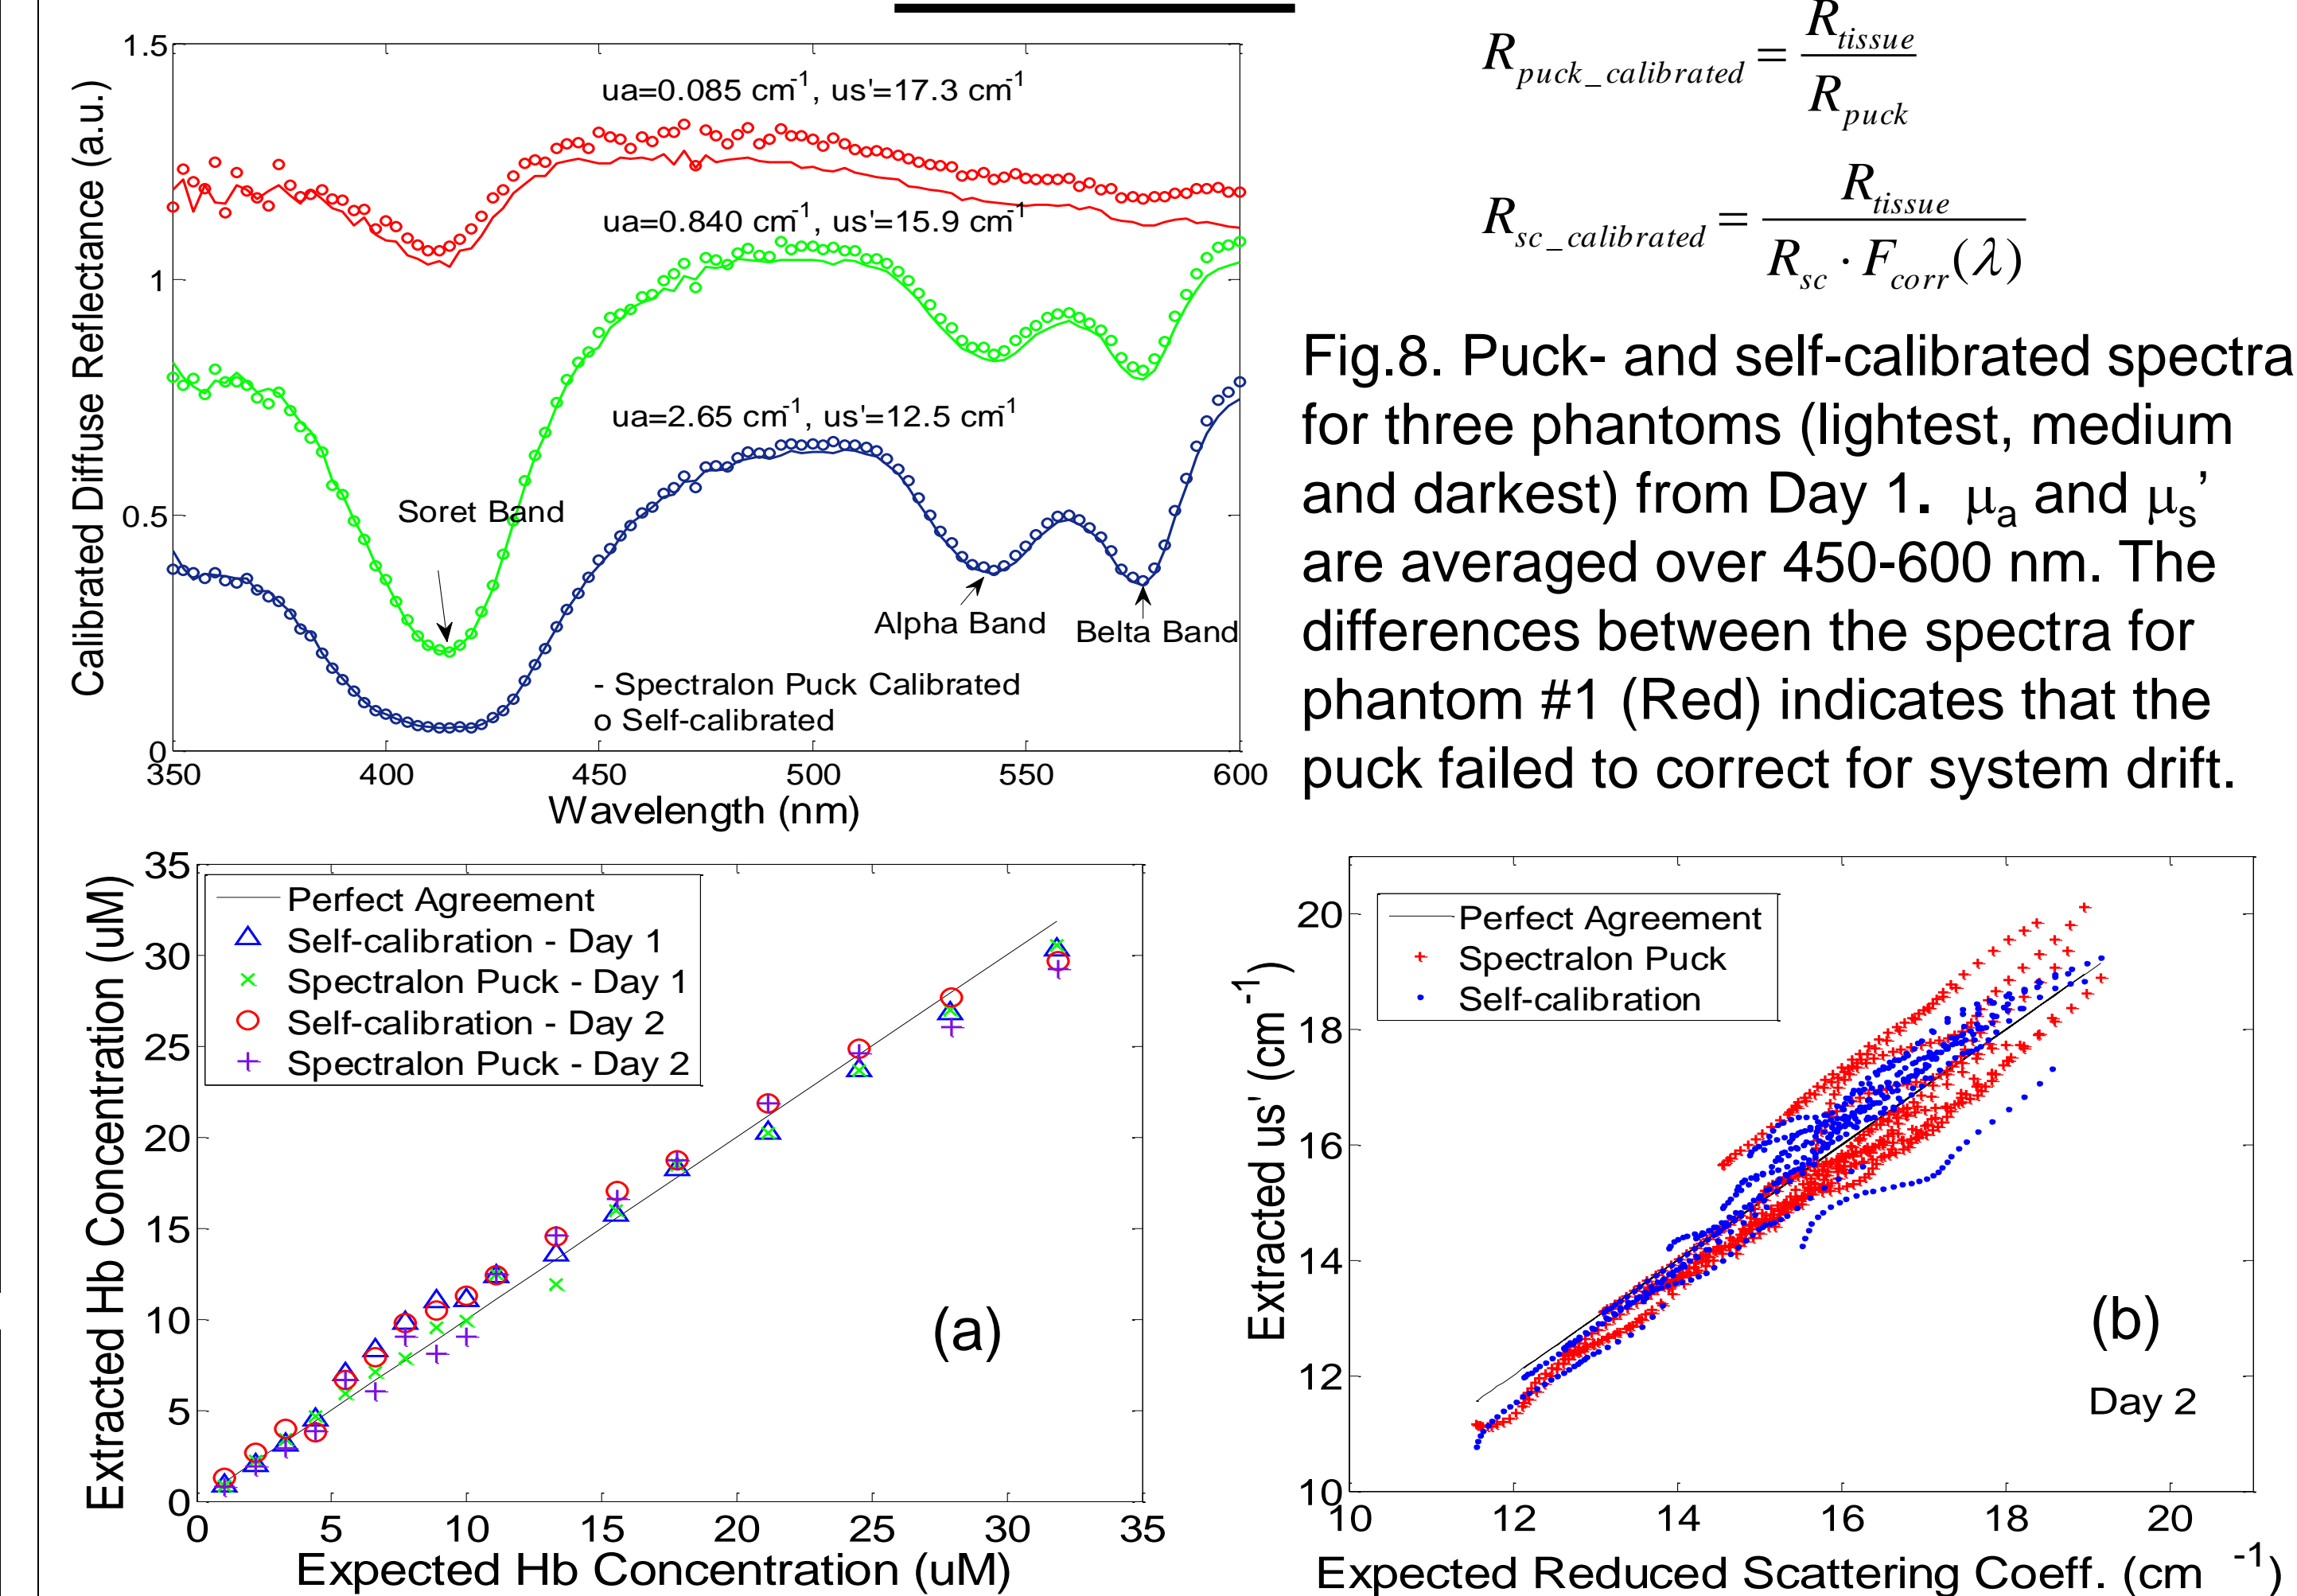 1.5
1
0.5
0
Calibrated Diffuse Reflectance (a.u.)
ua=0.085 cm-1, us'=17.3 cm-1
ua=0.840 cm-1, us'=15.9 cm-1
ua=2.65 cm-1, us'=12.5 cm-1
Soret Band
Alpha Band
Belta Band
- Spectralon Puck Calibrated
o Self-calibrated
350 400 450 500 550 600
Wavelength (nm)
R_puck_calibrated = R_tissue / R_puck
R_sc_calibrated = R_tissue / (R_sc · F_corr(λ))
Fig.8. Puck- and self-calibrated spectra
for three phantoms (lightest, medium
and darkest) from Day 1. μa and μs’
are averaged over 450-600 nm. The
differences between the spectra for
phantom #1 (Red) indicates that the
puck failed to correct for system drift.
35
30
25
20
15
10
5
0
Extracted Hb Concentration (uM)
Perfect Agreement
Self-calibration - Day 1
Spectralon Puck - Day 1
Self-calibration - Day 2
Spectralon Puck - Day 2
(a)
0 5 10 15 20 25 30 35
Expected Hb Concentration (uM)
20
18
16
14
12
10
Extracted us' (cm-1)
Perfect Agreement
Spectralon Puck
Self-calibration
(b)
Day 2
10 12 14 16 18 20
Expected Reduced Scattering Coeff. (cm -1)